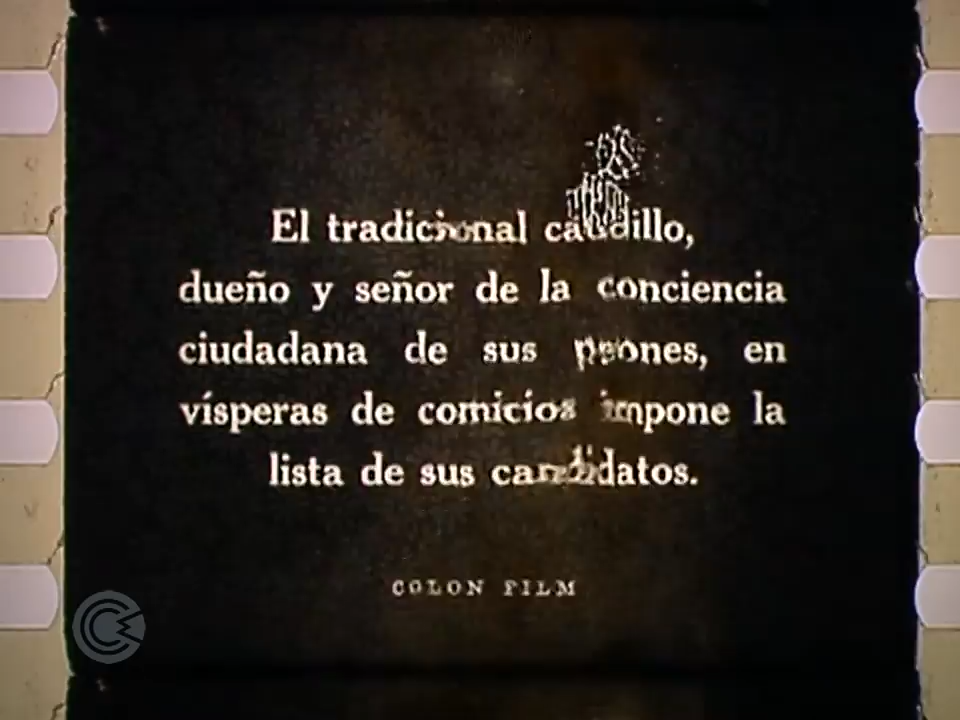 El tradicional caudillo,
dueño y señor de la conciencia
ciudadana de sus peones, en
vísperas de comicios impone la
lista de sus candidatos.
COLON FILM